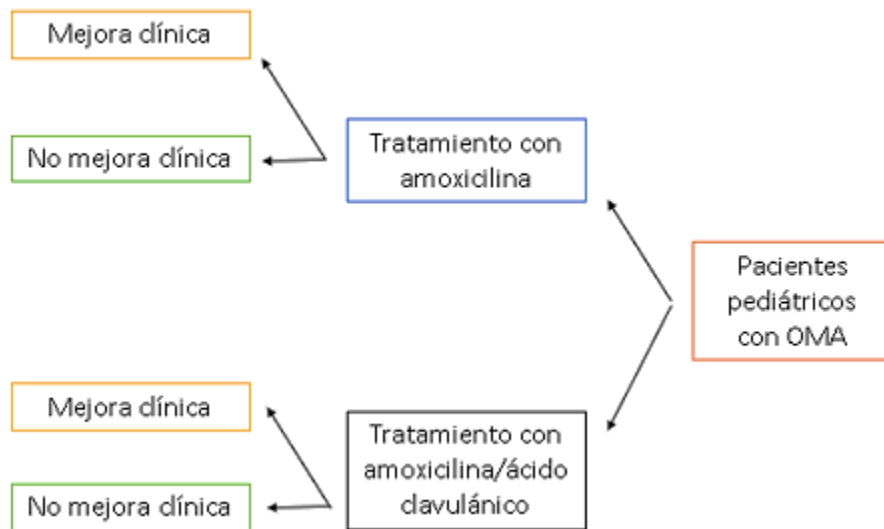 Mejora clínica
No mejora clínica
Tratamiento con
amoxicilina
Pacientes
pediátricos
con OMA
Mejora clínica
No mejora clínica
Tratamiento con
amoxicilina/ácido
clavulánico